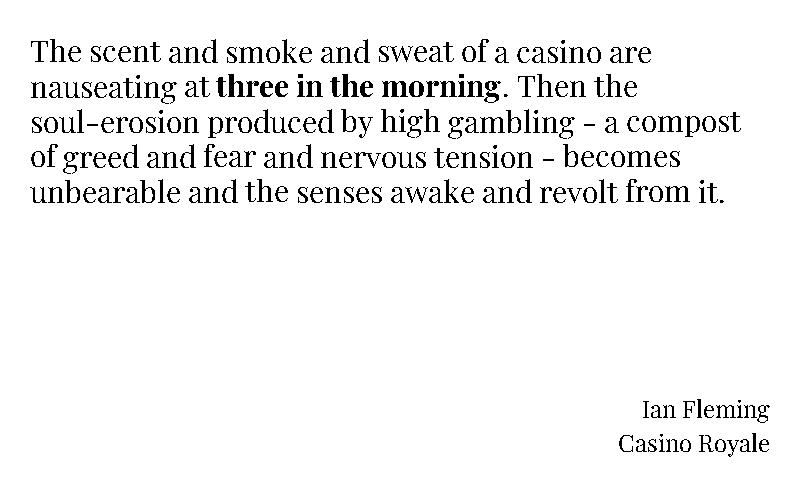 The scent and smoke and sweat of a casino are
nauseating at three in the morning. Then the
soul-erosion produced by high gambling - a compost
of greed and fear and nervous tension - becomes
unbearable and the senses awake and revolt from it.
Ian Fleming
Casino Royale